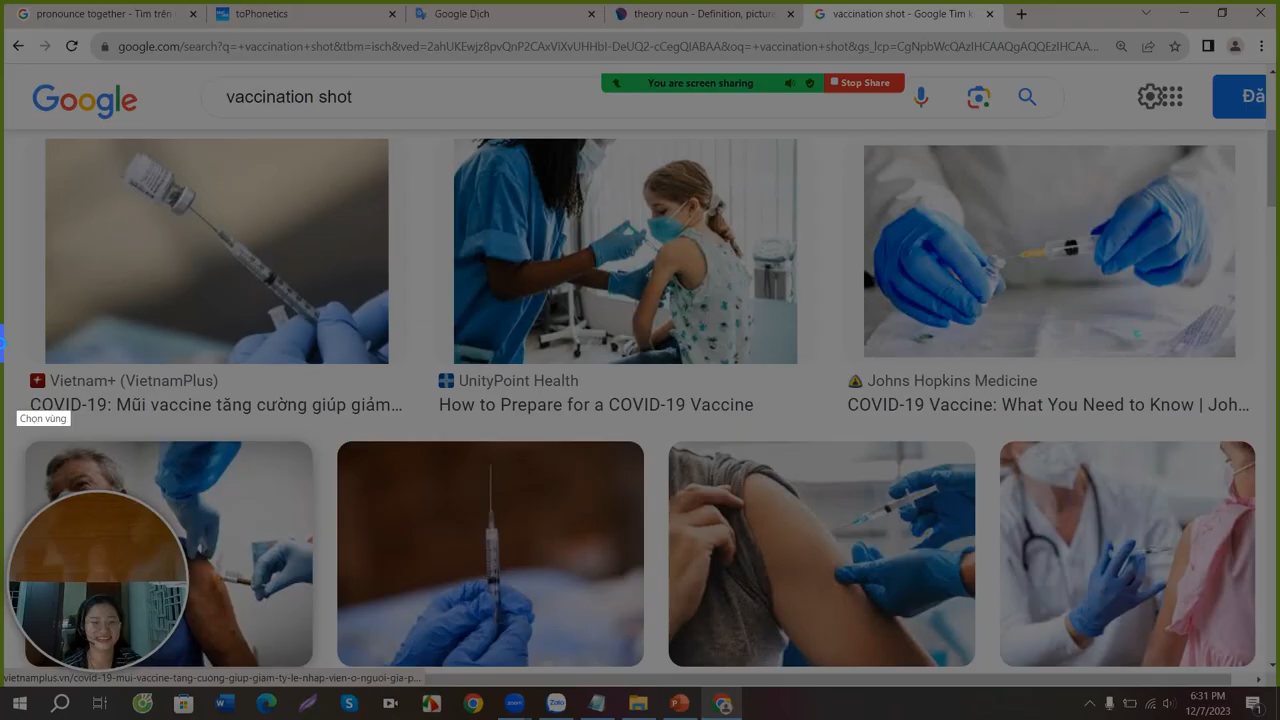 pronounce together - Tìm trên
toPhonetics
Google Dịch
theory noun - Definition, picture
vaccination shot - Google Tìm k
google.com/search?q=+vaccination+shot&tbm=isch&ved=2ahUKEwjz8pvQnP2CAxViXvUHHbI-DeUQ2-cCegQIABAA&oq=+vaccination+shot&gs_lcp=CgNpbWcQAzIHCAAQgAQQEzIHCAA...
Google
vaccination shot
You are screen sharing
Stop Share
Đă
Vietnam+ (VietnamPlus)
COVID-19: Mũi vaccine tăng cường giúp giảm...
UnityPoint Health
How to Prepare for a COVID-19 Vaccine
Johns Hopkins Medicine
COVID-19 Vaccine: What You Need to Know | Joh...
Chọn vùng
vietnamplus.vn/covid-19-mui-vaccine-tang-cuong-giup-giam-ty-le-nhap-vien-o-nguoi-gia-p...
zoom
Zalo
6:31 PM
12/7/2023
1